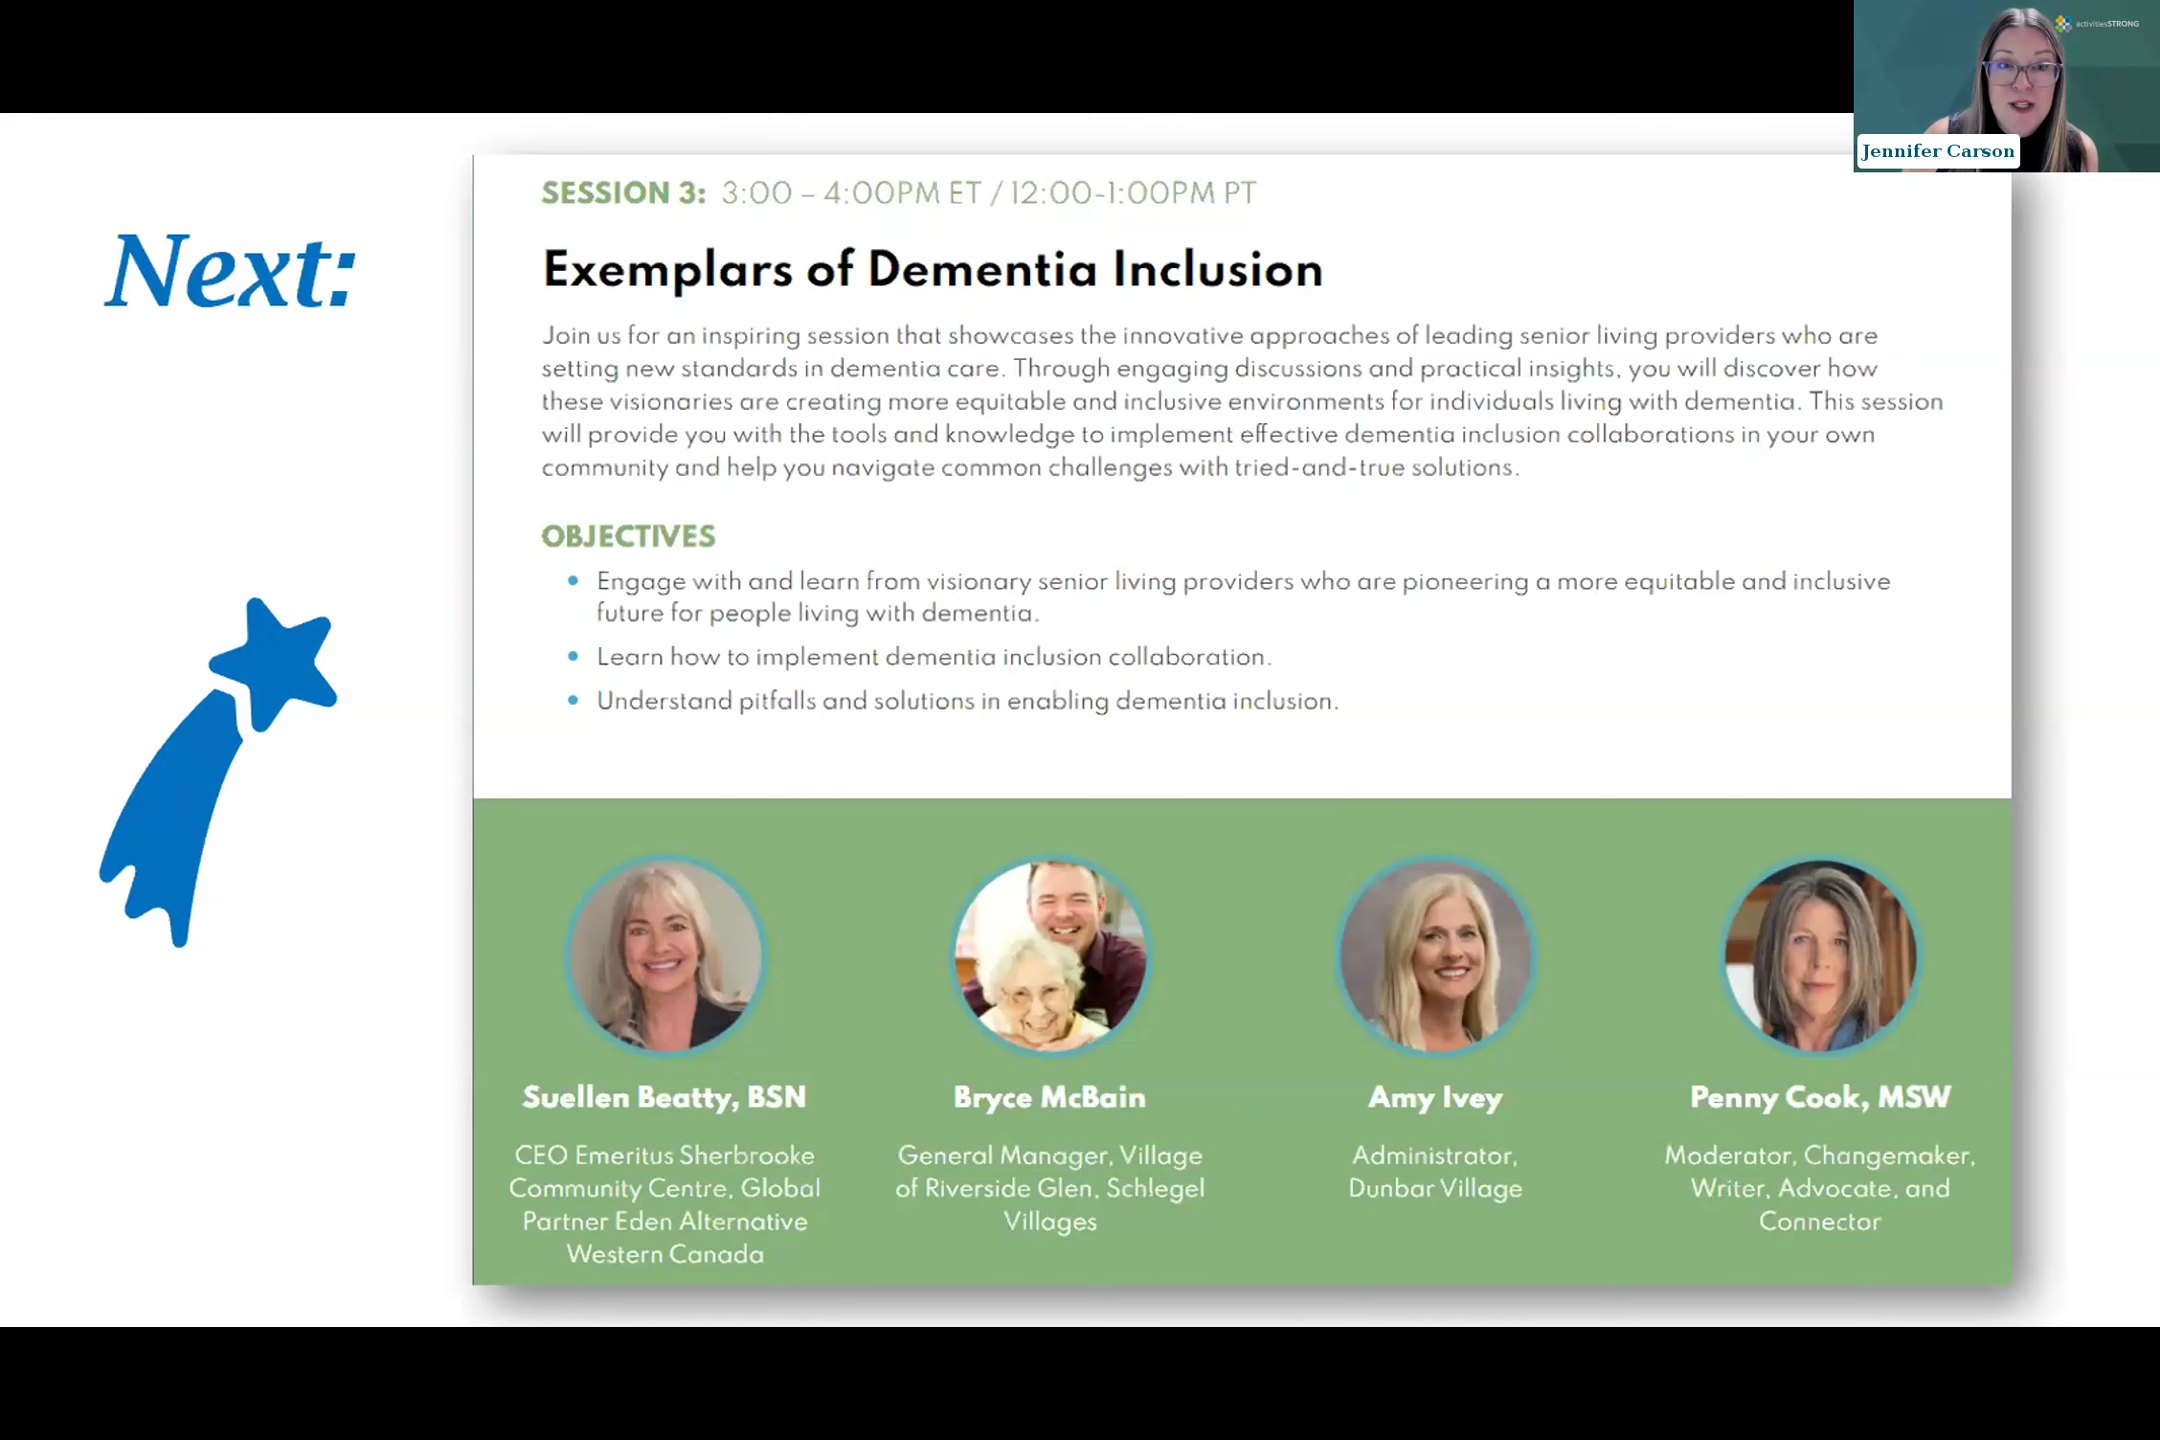 activitiesSTRONG
Jennifer Carson
Next:
SESSION 3: 3:00 – 4:00PM ET / 12:00-1:00PM PT
Exemplars of Dementia Inclusion
Join us for an inspiring session that showcases the innovative approaches of leading senior living providers who are
setting new standards in dementia care. Through engaging discussions and practical insights, you will discover how
these visionaries are creating more equitable and inclusive environments for individuals living with dementia. This session
will provide you with the tools and knowledge to implement effective dementia inclusion collaborations in your own
community and help you navigate common challenges with tried-and-true solutions.
OBJECTIVES
• Engage with and learn from visionary senior living providers who are pioneering a more equitable and inclusive
future for people living with dementia.
• Learn how to implement dementia inclusion collaboration.
• Understand pitfalls and solutions in enabling dementia inclusion.
Suellen Beatty, BSN
CEO Emeritus Sherbrooke
Community Centre, Global
Partner Eden Alternative
Western Canada
Bryce McBain
General Manager, Village
of Riverside Glen, Schlegel
Villages
Amy Ivey
Administrator,
Dunbar Village
Penny Cook, MSW
Moderator, Changemaker,
Writer, Advocate, and
Connector